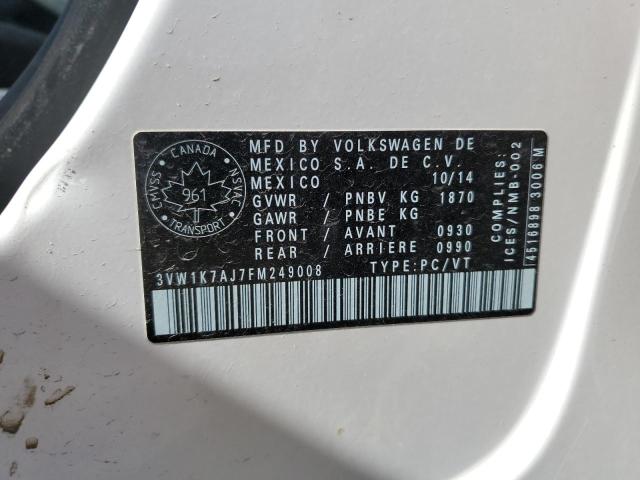 MFD BY VOLKSWAGEN DE
MEXICO S.A. DE C.V.
MEXICO 10/14
GVWR / PNBV KG 1870
GAWR / PNBE KG
FRONT / AVANT 0930
REAR / ARRIERE 0990
3VW1K7AJ7FM249008 TYPE:PC/VT
CANADA
CMVSS
NSVAC
961
TRANSPORT
COMPLIES:
ICES/NMB-002
4516898 3006 M